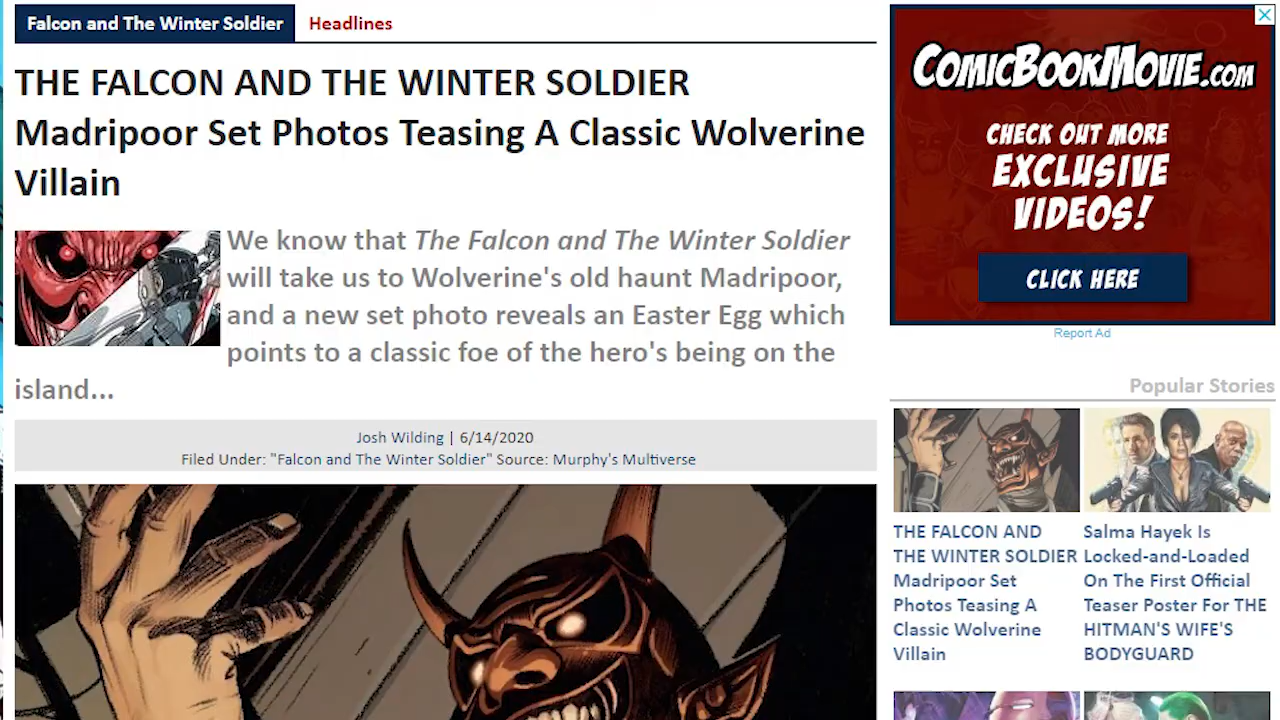 Falcon and The Winter Soldier Headlines
THE FALCON AND THE WINTER SOLDIER
Madripoor Set Photos Teasing A Classic Wolverine
Villain
We know that The Falcon and The Winter Soldier
will take us to Wolverine's old haunt Madripoor,
and a new set photo reveals an Easter Egg which
points to a classic foe of the hero's being on the
island...
Josh Wilding | 6/14/2020
Filed Under: "Falcon and The Winter Soldier" Source: Murphy's Multiverse
COMICBOOKMOVIE.COM
CHECK OUT MORE
EXCLUSIVE
VIDEOS!
CLICK HERE
Report Ad
Popular Stories
THE FALCON AND
THE WINTER SOLDIER
Madripoor Set
Photos Teasing A
Classic Wolverine
Villain
Salma Hayek Is
Locked-and-Loaded
On The First Official
Teaser Poster For THE
HITMAN'S WIFE'S
BODYGUARD